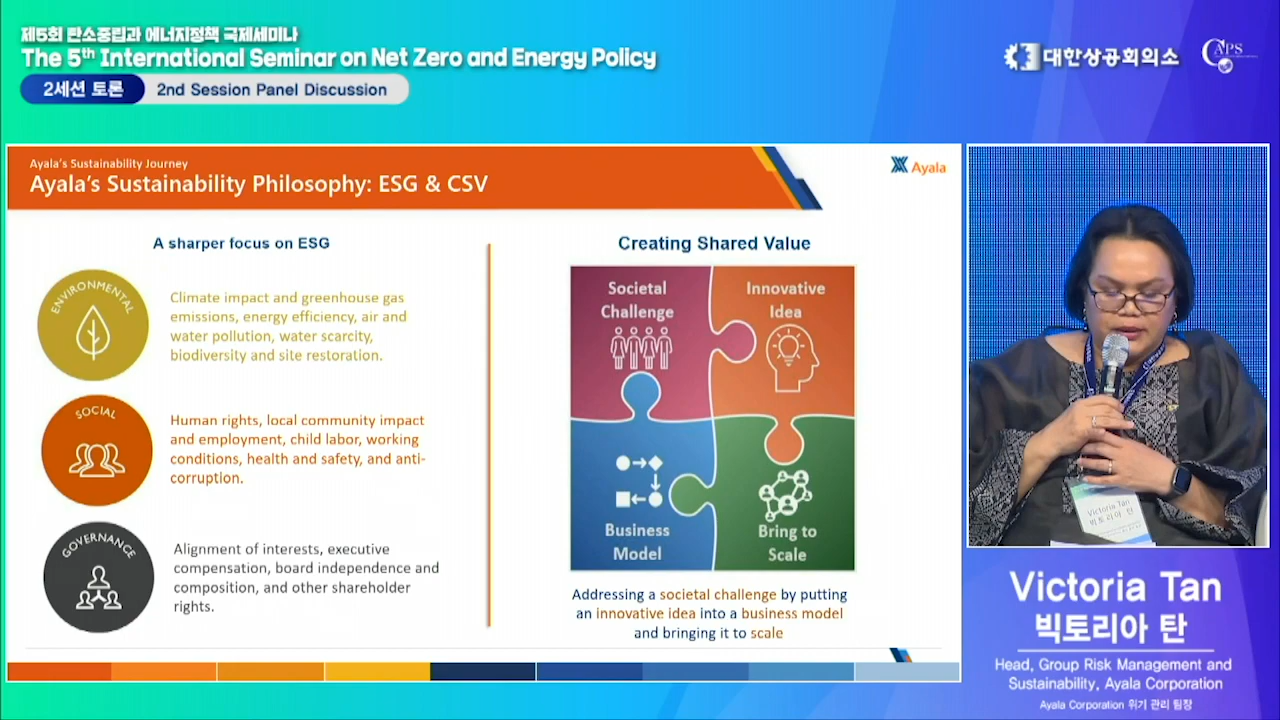 제5회 탄소중립과 에너지정책 국제세미나
The 5th International Seminar on Net Zero and Energy Policy
2세션 토론 2nd Session Panel Discussion
대한상공회의소
CAPS
Ayala's Sustainability Journey
Ayala's Sustainability Philosophy: ESG & CSV
Ayala
A sharper focus on ESG
ENVIRONMENTAL
Climate impact and greenhouse gas
emissions, energy efficiency, air and
water pollution, water scarcity,
biodiversity and site restoration.
SOCIAL
Human rights, local community impact
and employment, child labor, working
conditions, health and safety, and anti-
corruption.
GOVERNANCE
Alignment of interests, executive
compensation, board independence and
composition, and other shareholder
rights.
Creating Shared Value
Societal
Challenge
Innovative
Idea
Business
Model
Bring to
Scale
Addressing a societal challenge by putting
an innovative idea into a business model
and bringing it to scale
Victoria Tan
빅토리아 탄
Victoria Tan
빅토리아 탄
Head, Group Risk Management and
Sustainability, Ayala Corporation
Ayala Corporation 위기 관리 팀장